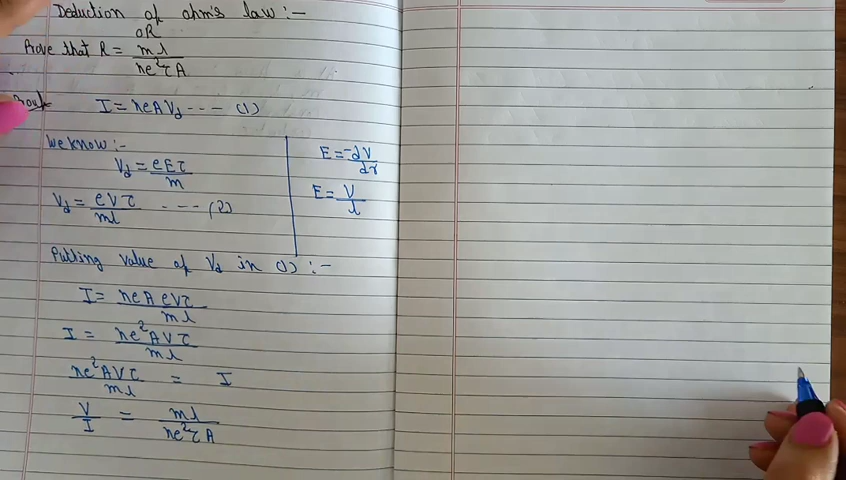 Deduction of ohm's law :-
OR
Prove that R = ml / ne²τA
Proof
I = neAVd --- (1)
We know :-
Vd = eEτ / m
Vd = eVτ / ml --- (2)
E = -dV / dr
E = V / l
Putting value of Vd in (1) :-
I = neA eVτ / ml
I = ne²AVτ / ml
ne²AVτ / ml = I
V / I = ml / ne²τA